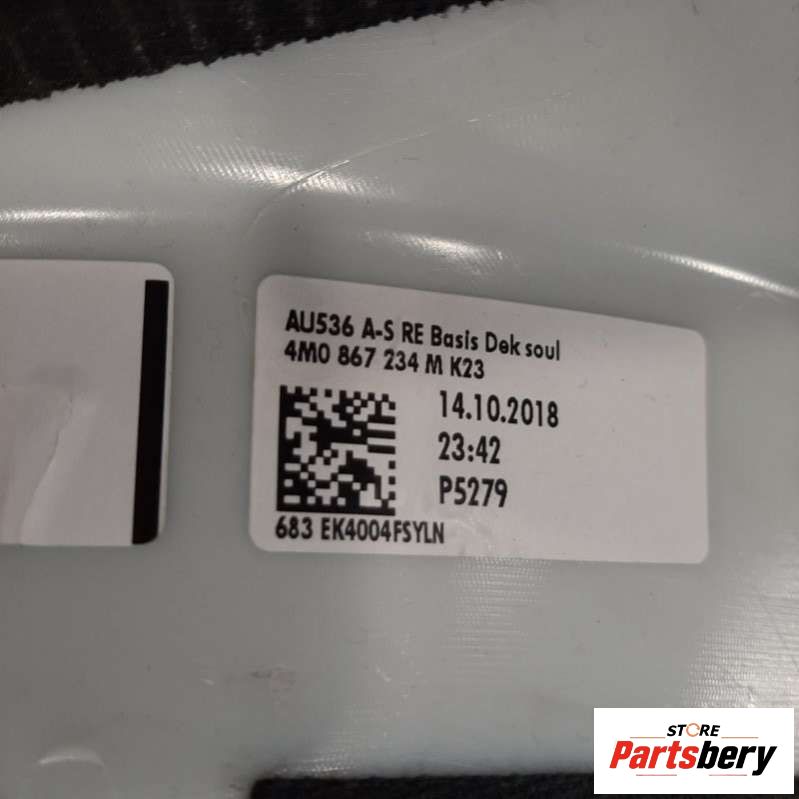 AU536 A-S RE Basis Dek soul
4M0 867 234 M K23
14.10.2018
23:42
P5279
683 EK4004FSYLN
STORE
Partsbery